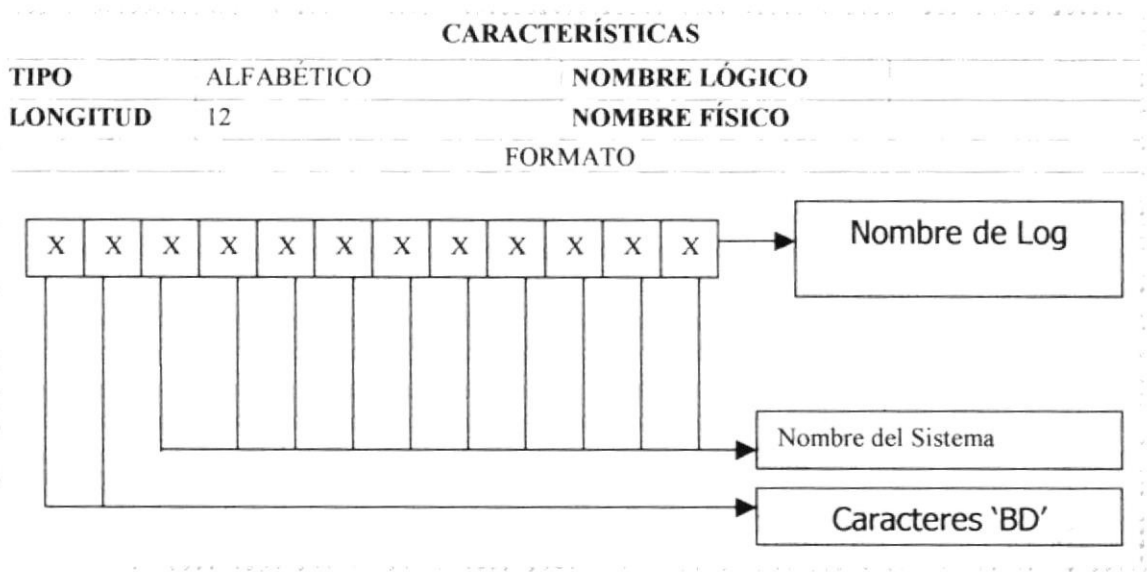 CARACTERÍSTICAS
TIPO ALFABÉTICO NOMBRE LÓGICO
LONGITUD 12 NOMBRE FÍSICO
FORMATO
X X X X X X X X X X X X Nombre de Log
Nombre del Sistema
Caracteres ‘BD’